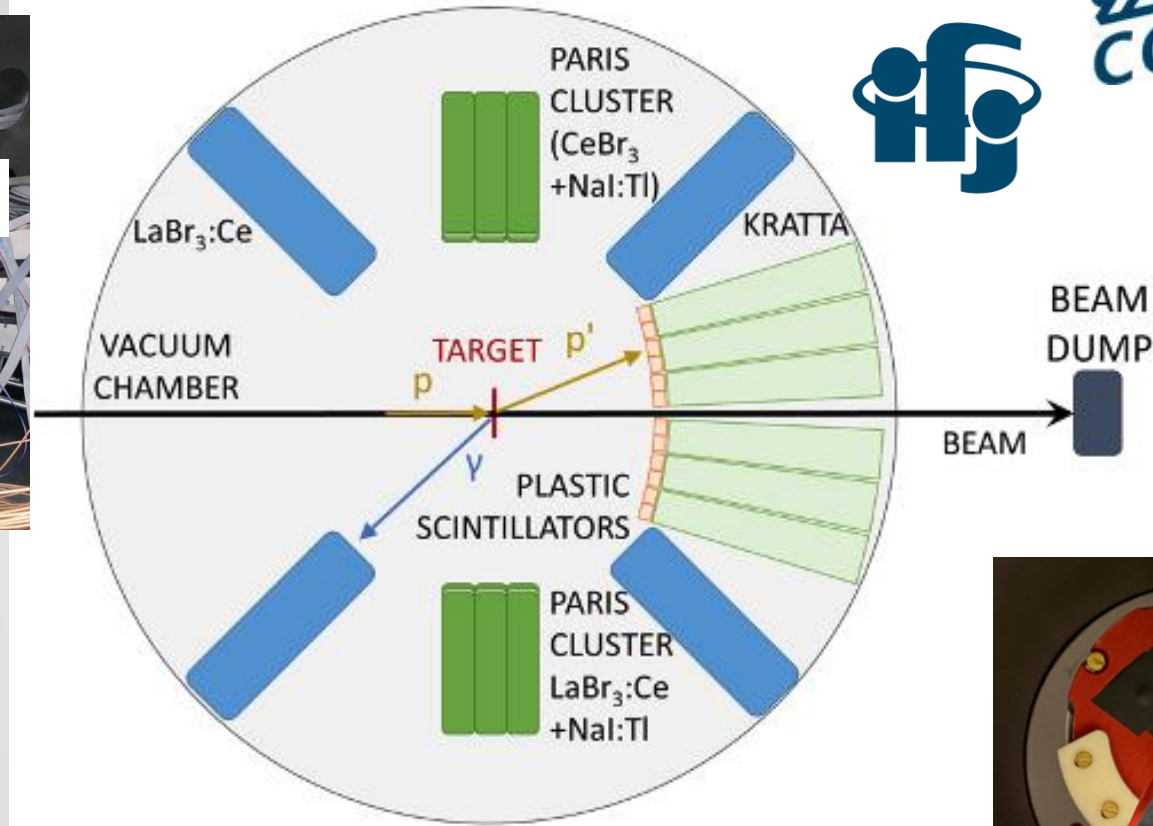 PARIS
CLUSTER
(CeBr₃
+NaI:Tl)
LaBr₃:Ce
KRATTA
ifj
VACUUM
CHAMBER
TARGET
p
p'
BEAM
DUMP
BEAM
γ
PLASTIC
SCINTILLATORS
PARIS
CLUSTER
LaBr₃:Ce
+NaI:Tl